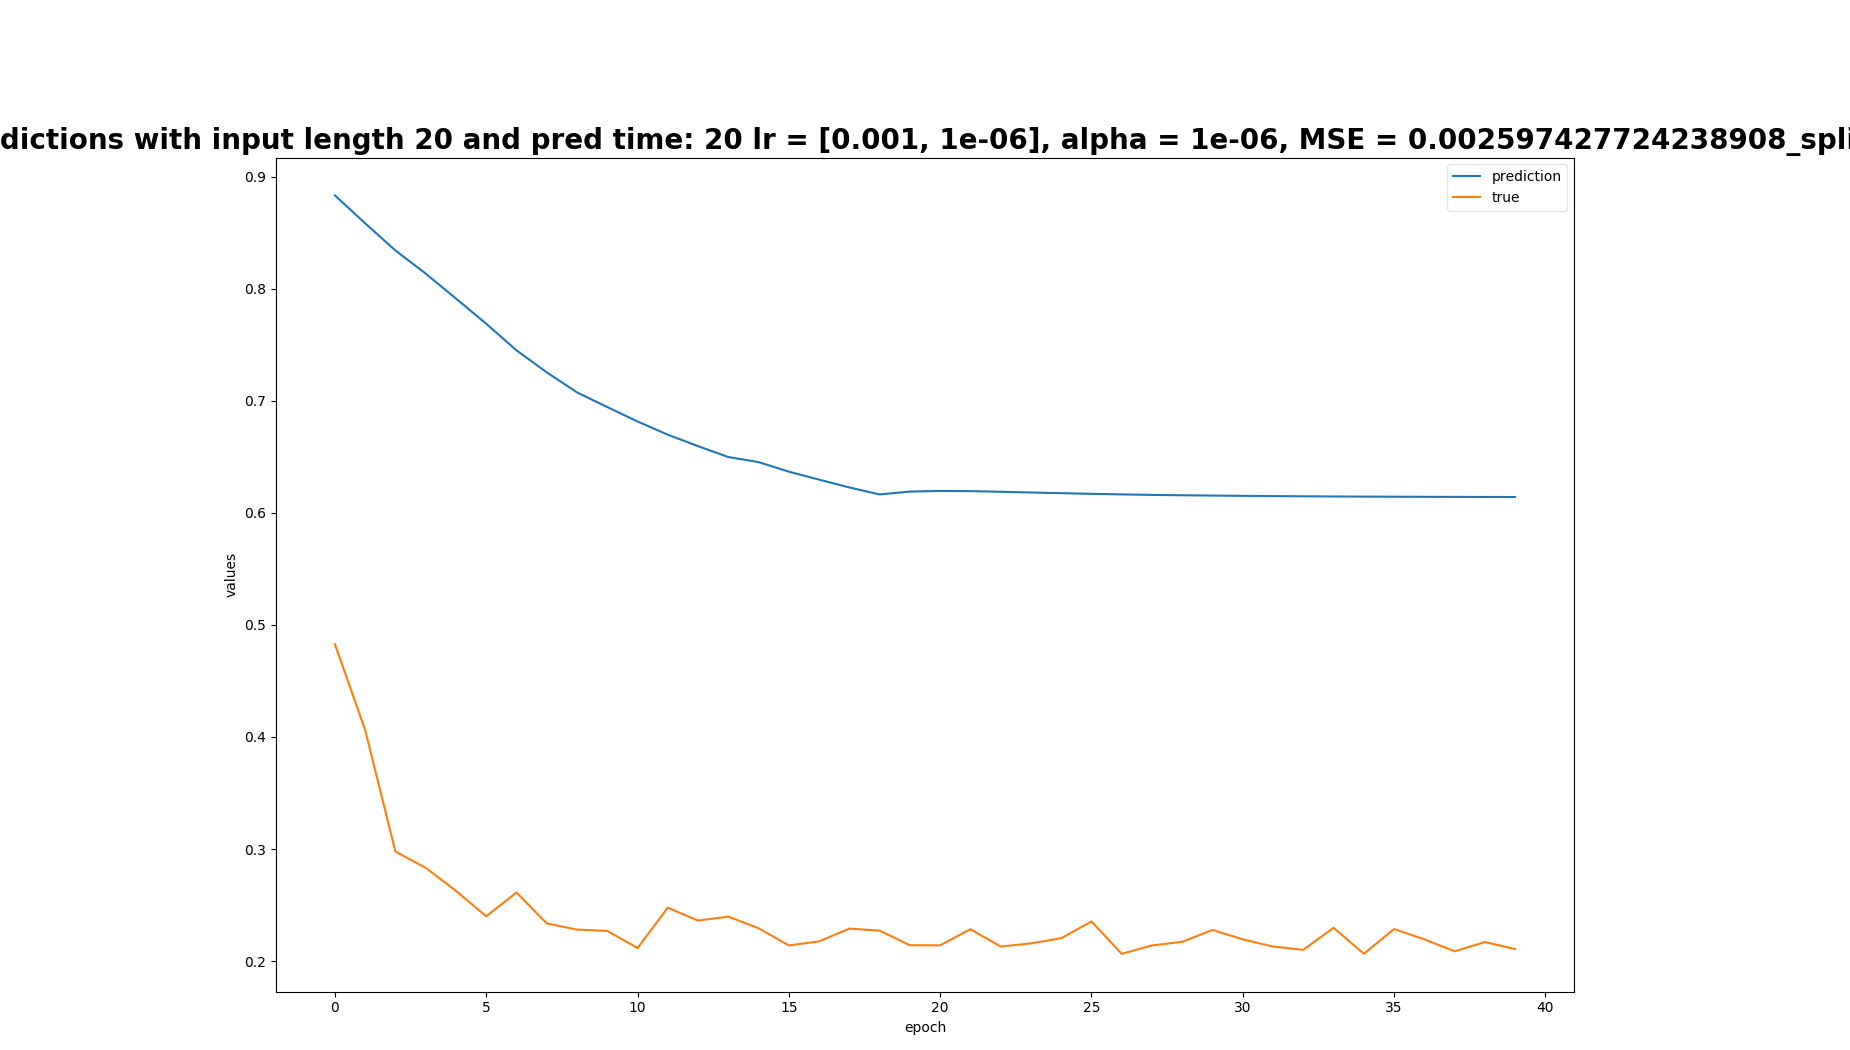 dictions with input length 20 and pred time: 20 lr = [0.001, 1e-06], alpha = 1e-06, MSE = 0.002597427724238908_spli
prediction
true
0.9
0.8
0.7
0.6
0.5
0.4
0.3
0.2
values
0 5 10 15 20 25 30 35 40
epoch